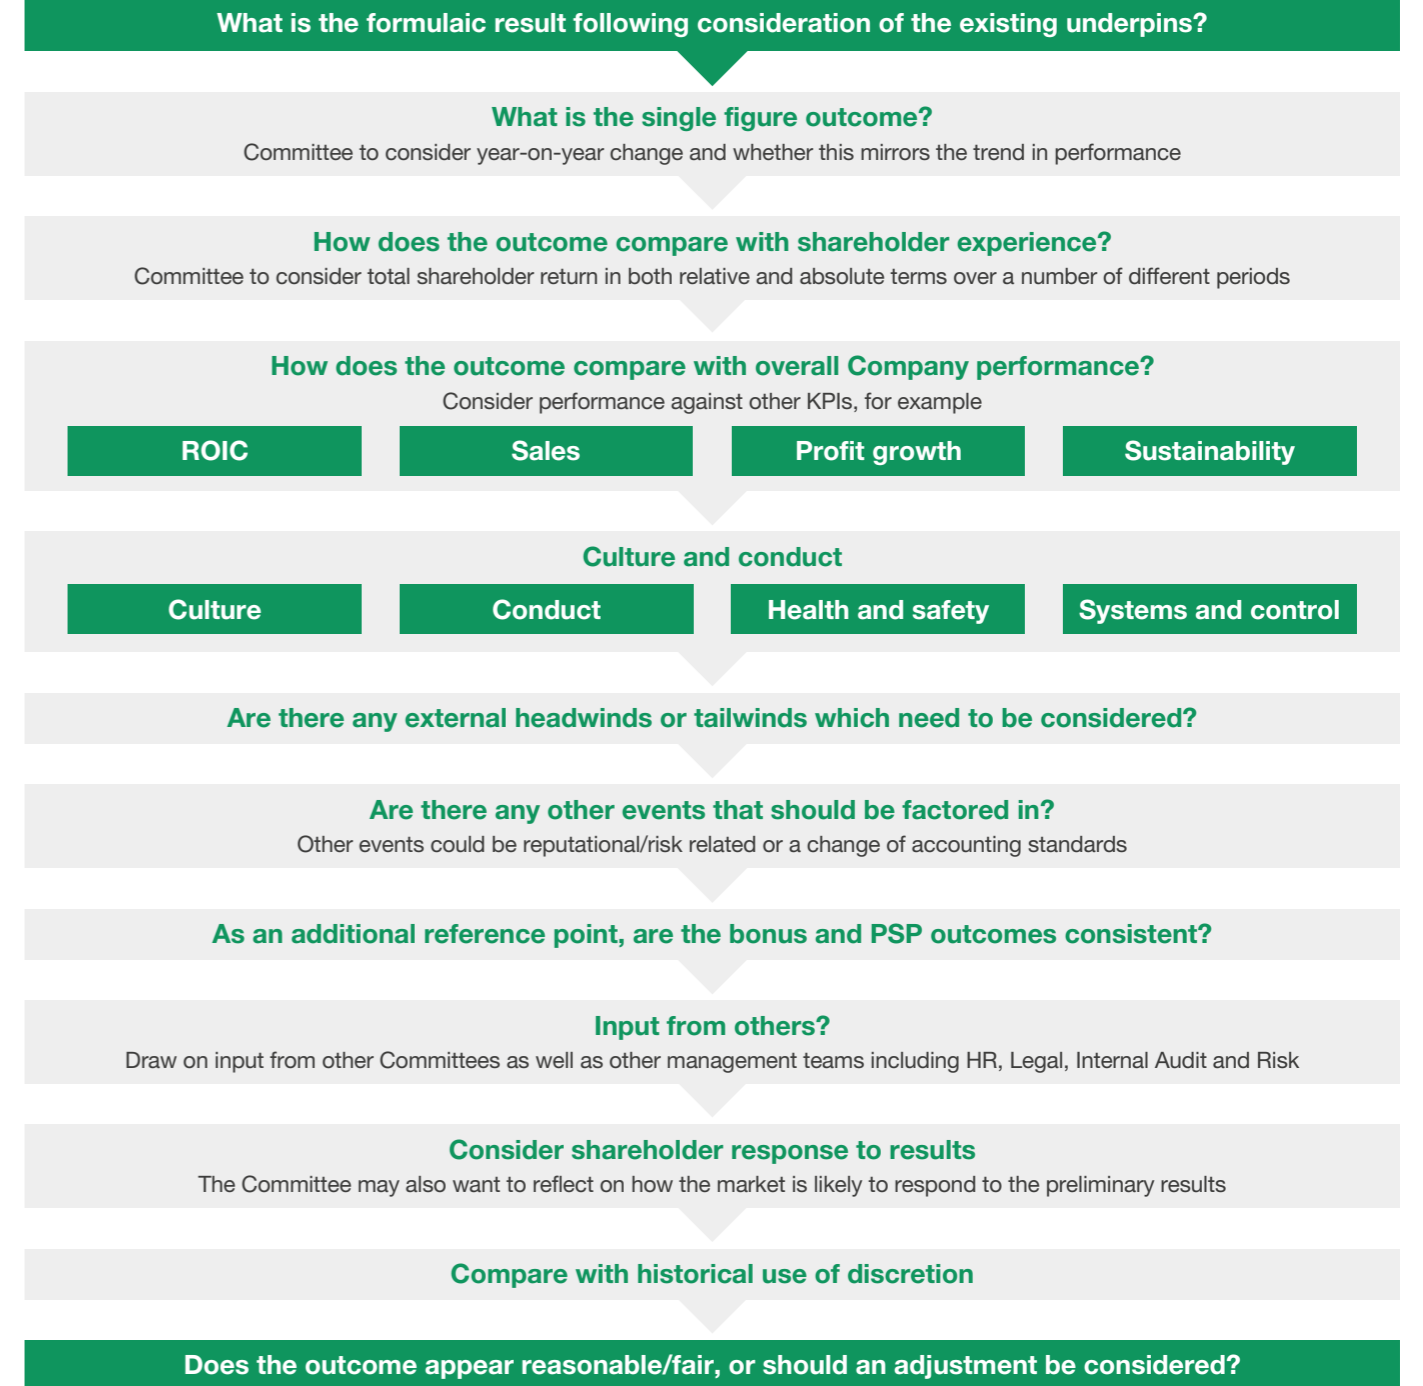 What is the formulaic result following consideration of the existing underpins?
What is the single figure outcome?
Committee to consider year-on-year change and whether this mirrors the trend in performance
How does the outcome compare with shareholder experience?
Committee to consider total shareholder return in both relative and absolute terms over a number of different periods
How does the outcome compare with overall Company performance?
Consider performance against other KPIs, for example
ROIC
Sales
Profit growth
Sustainability
Culture and conduct
Culture
Conduct
Health and safety
Systems and control
Are there any external headwinds or tailwinds which need to be considered?
Are there any other events that should be factored in?
Other events could be reputational/risk related or a change of accounting standards
As an additional reference point, are the bonus and PSP outcomes consistent?
Input from others?
Draw on input from other Committees as well as other management teams including HR, Legal, Internal Audit and Risk
Consider shareholder response to results
The Committee may also want to reflect on how the market is likely to respond to the preliminary results
Compare with historical use of discretion
Does the outcome appear reasonable/fair, or should an adjustment be considered?